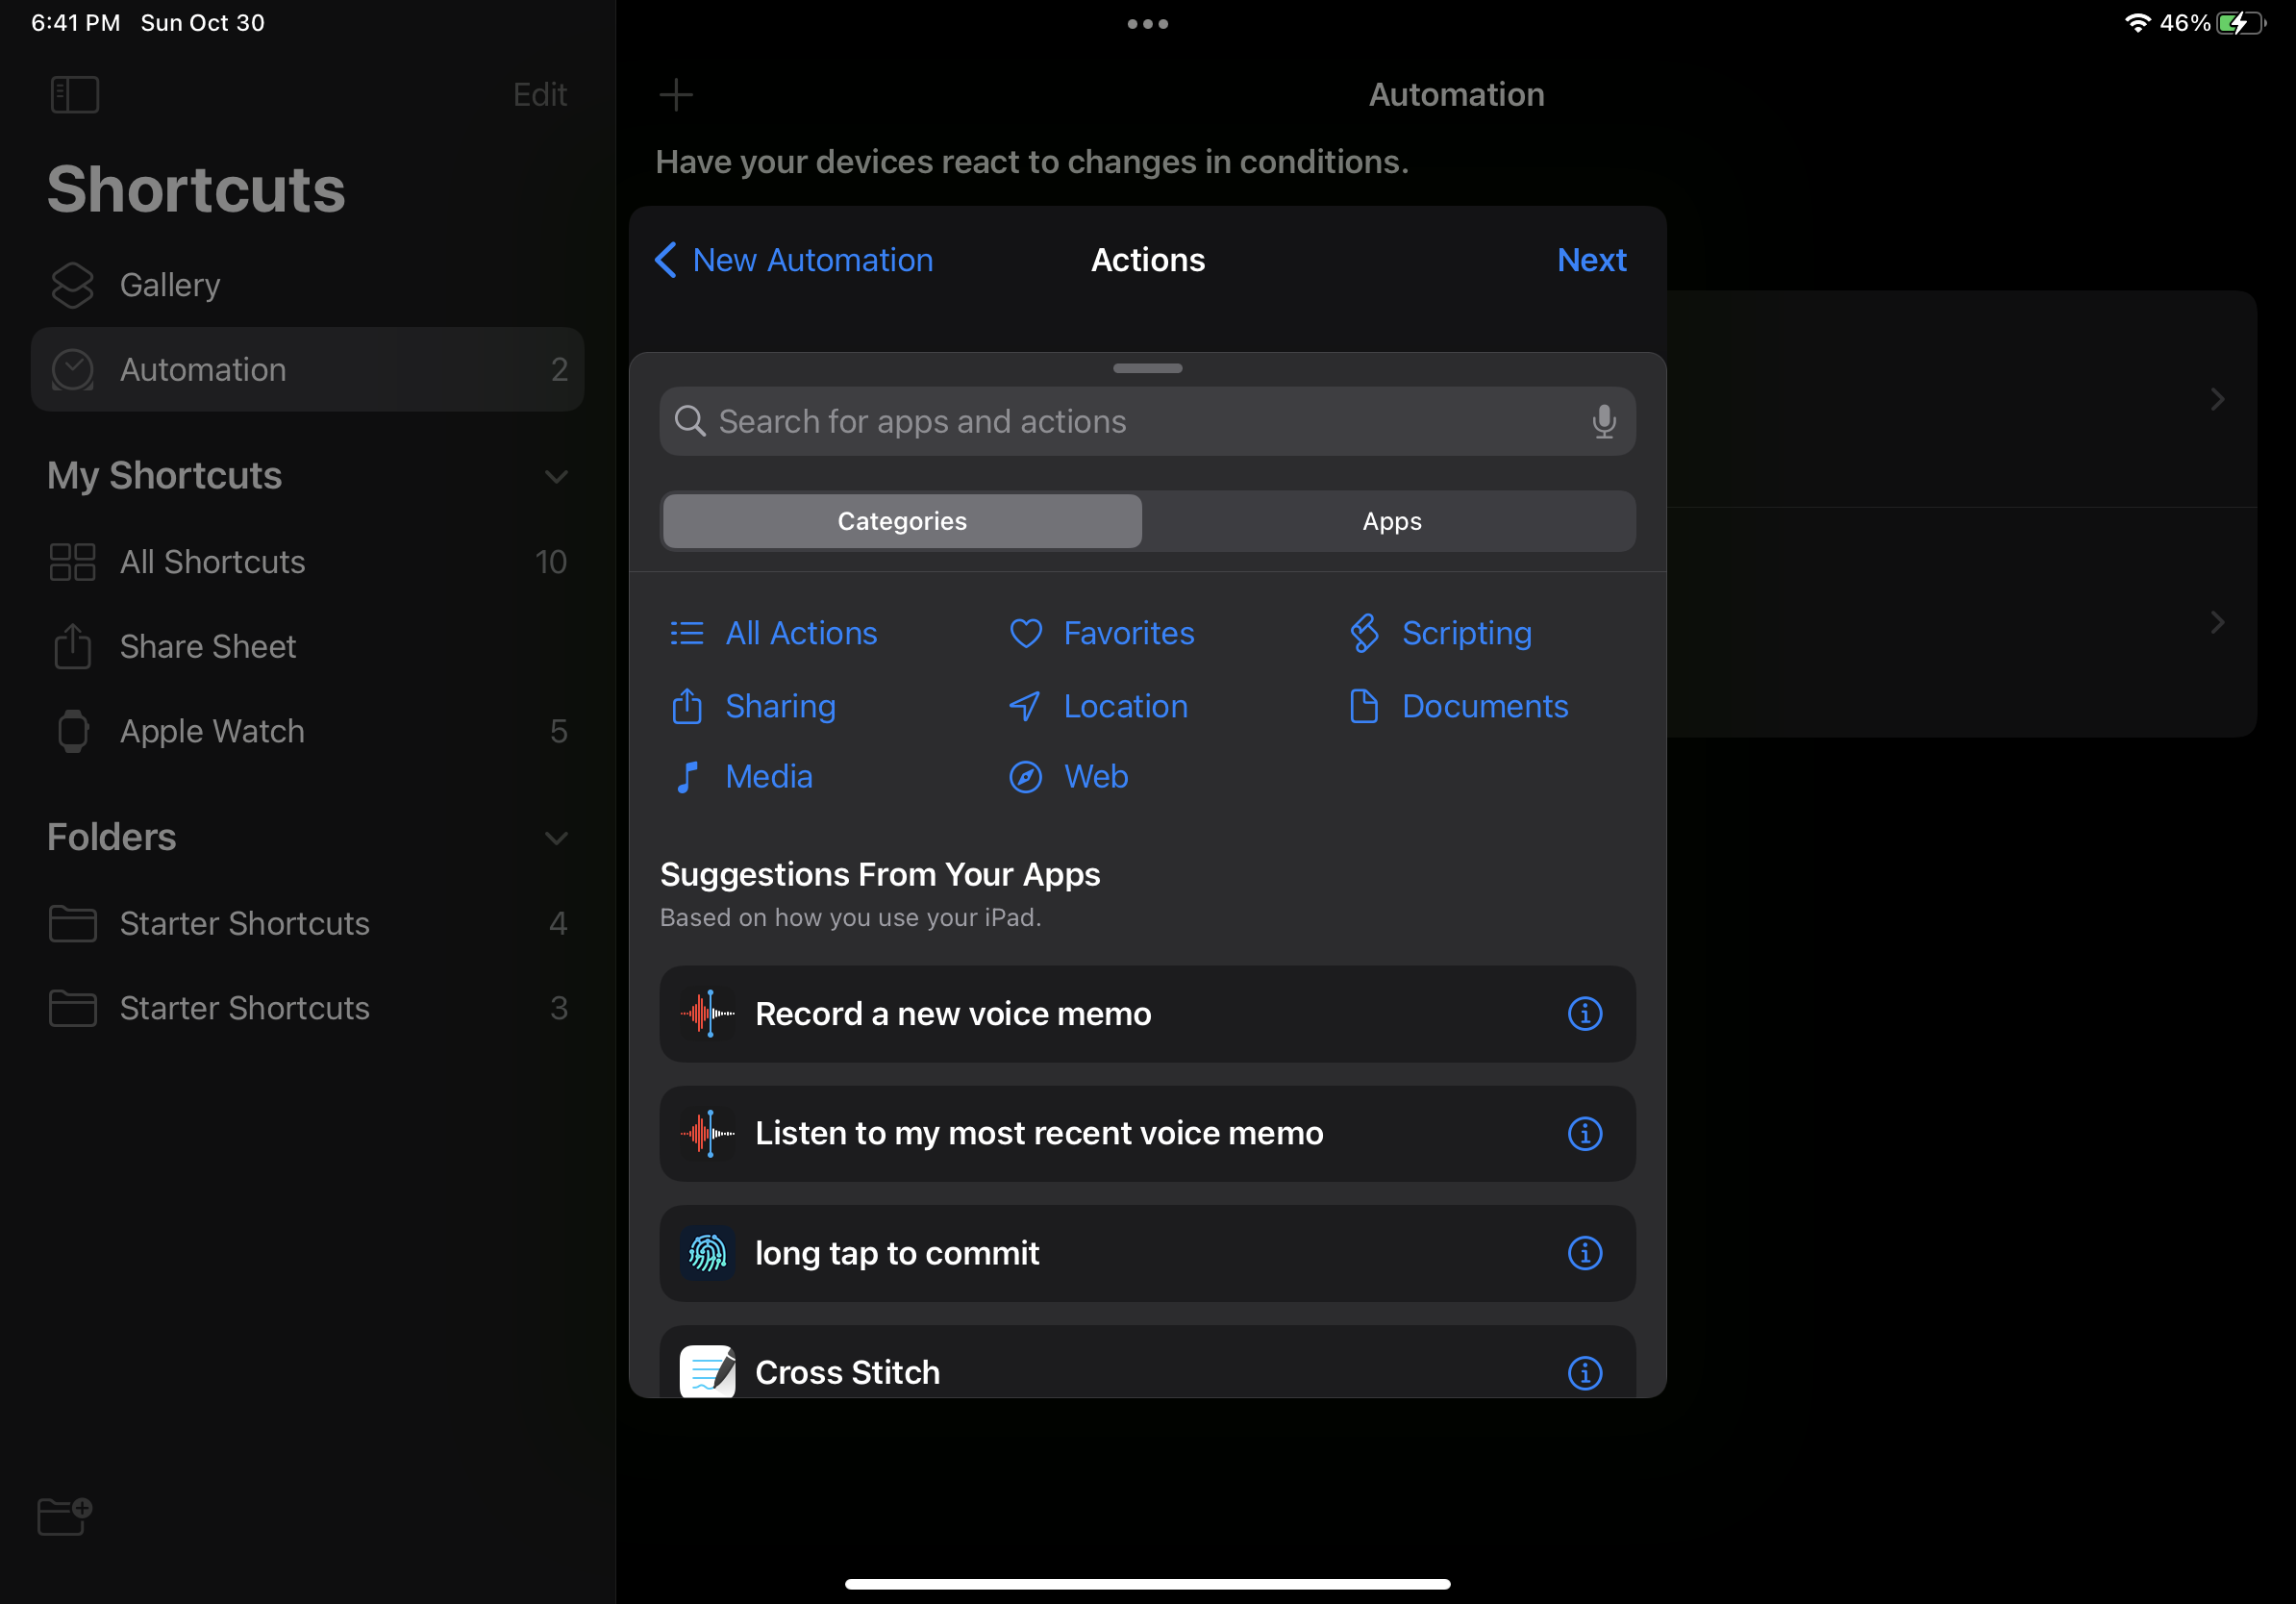 6:41 PM Sun Oct 30
46%
Edit
Shortcuts
Gallery
Automation 2
My Shortcuts
All Shortcuts 10
Share Sheet
Apple Watch 5
Folders
Starter Shortcuts 4
Starter Shortcuts 3
Automation
Have your devices react to changes in conditions.
New Automation Actions Next
Search for apps and actions
Categories Apps
All Actions Favorites Scripting
Sharing Location Documents
Media Web
Suggestions From Your Apps
Based on how you use your iPad.
Record a new voice memo
Listen to my most recent voice memo
long tap to commit
Cross Stitch